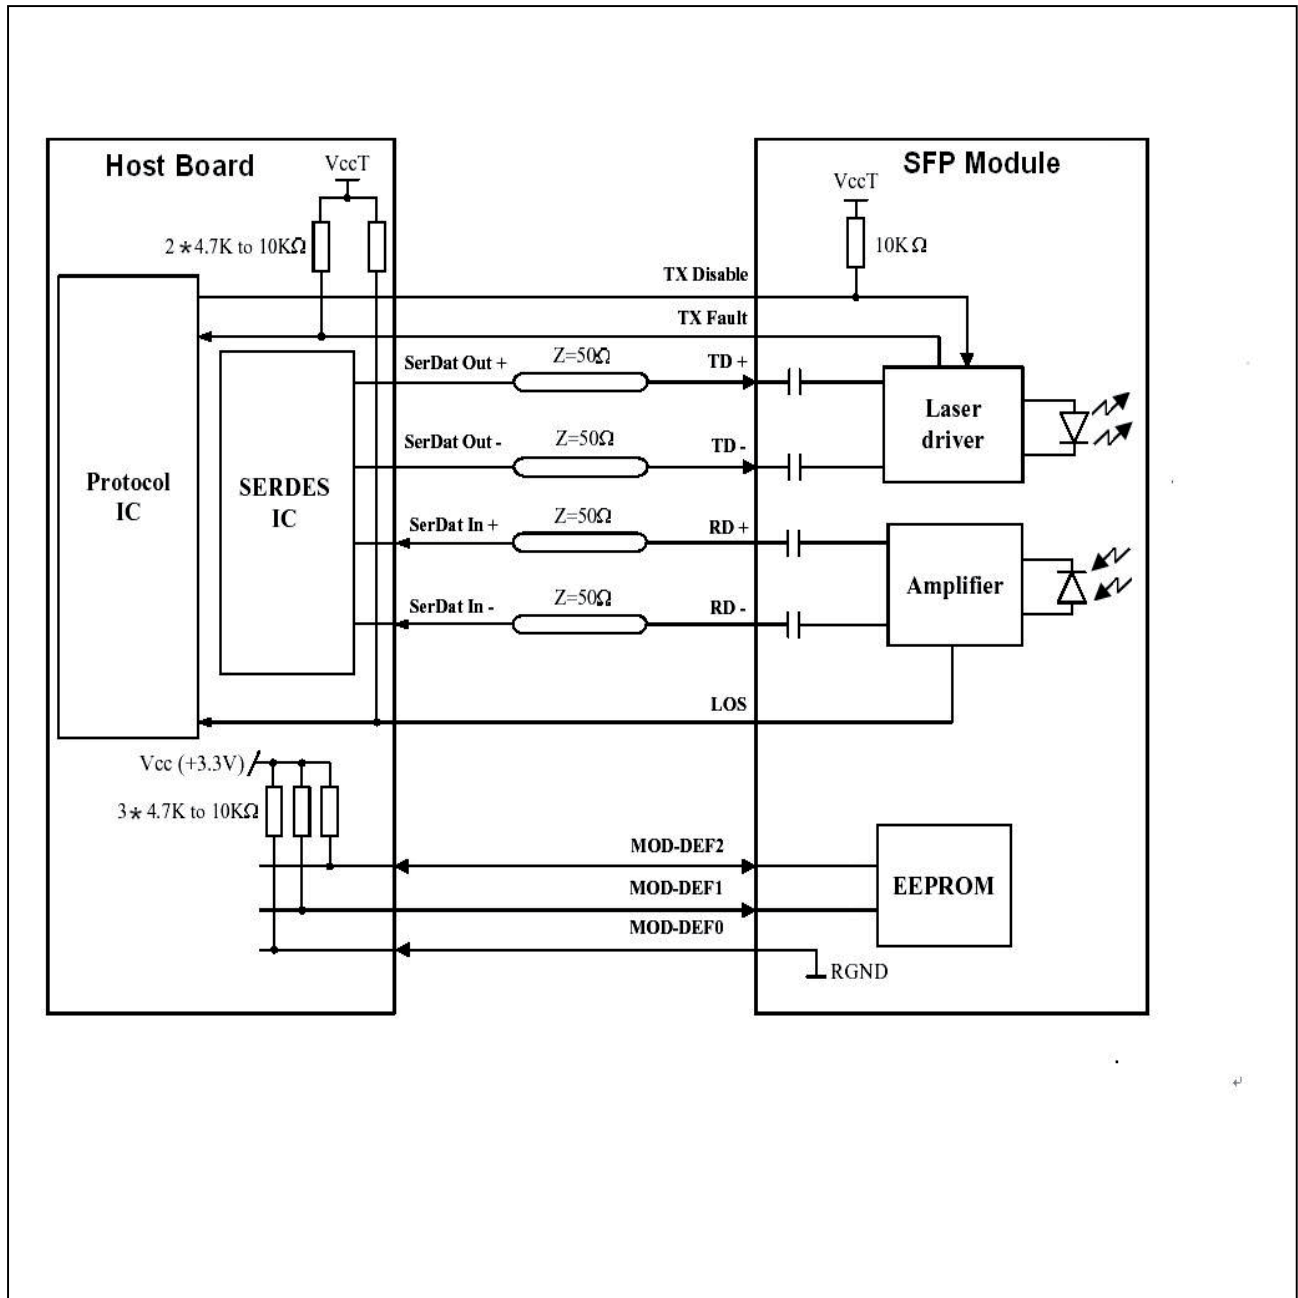 Host Board
VccT
2*4.7K to 10KΩ
SFP Module
VccT
10KΩ
TX Disable
TX Fault
SerDat Out +
Z=50Ω
TD +
SerDat Out -
Z=50Ω
TD -
Laser
driver
Protocol
IC
SERDES
IC
SerDat In +
Z=50Ω
RD +
SerDat In -
Z=50Ω
RD -
Amplifier
LOS
Vcc (+3.3V)
3*4.7K to 10KΩ
MOD-DEF2
MOD-DEF1
MOD-DEF0
EEPROM
RGND